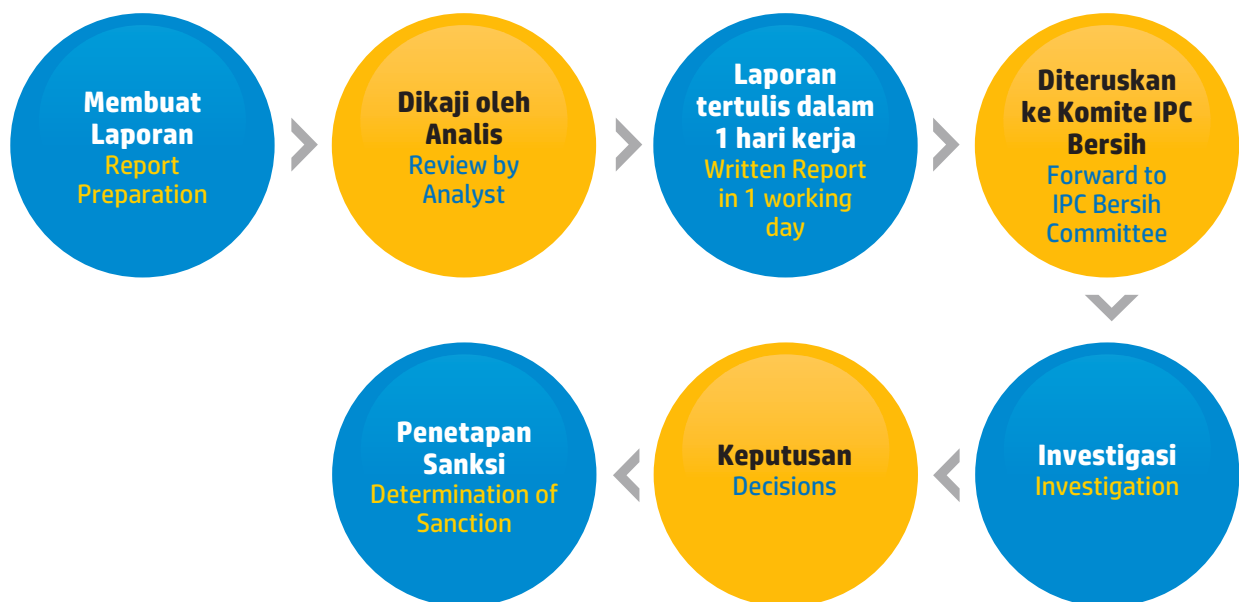 Membuat
Laporan
Report
Preparation
Dikaji oleh
Analis
Review by
Analyst
Laporan
tertulis dalam
1 hari kerja
Written Report
in 1 working
day
Diteruskan
ke Komite IPC
Bersih
Forward to
IPC Bersih
Committee
Investigasi
Investigation
Keputusan
Decisions
Penetapan
Sanksi
Determination of
Sanction